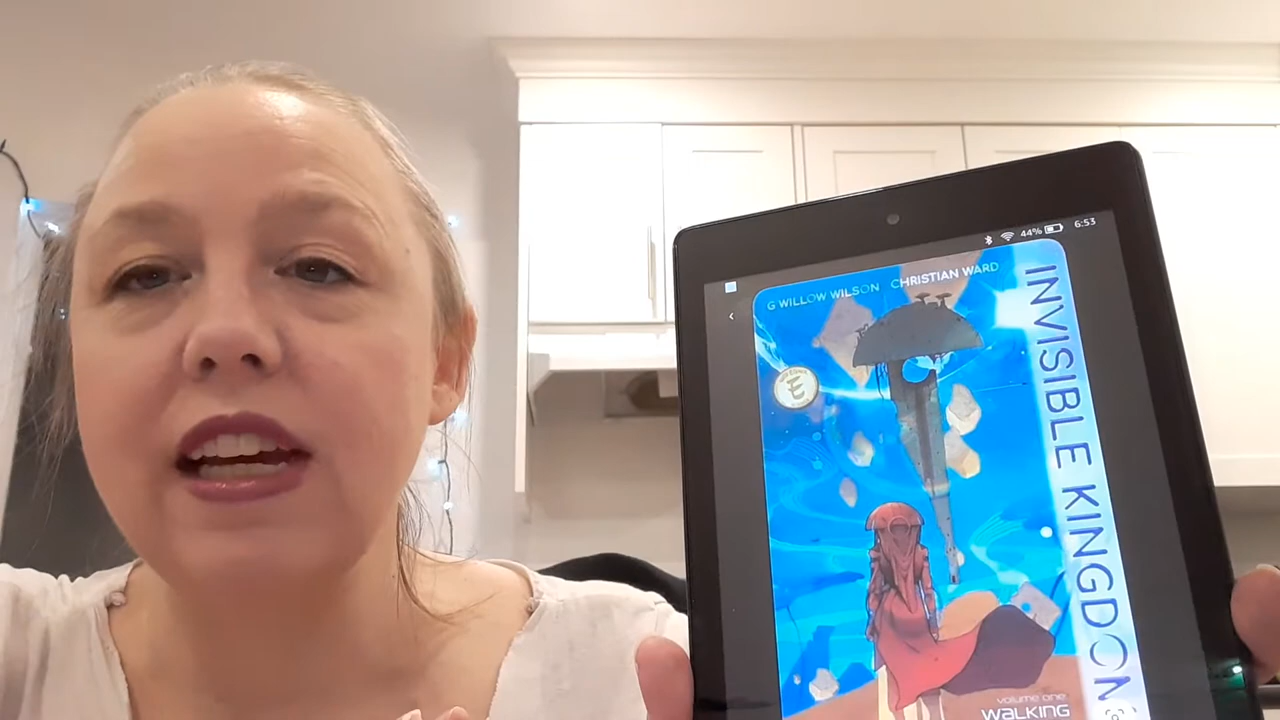 44% 6:53
G WILLOW WILSON CHRISTIAN WARD
INVISIBLE KINGDOM
E
volume one
WALKING